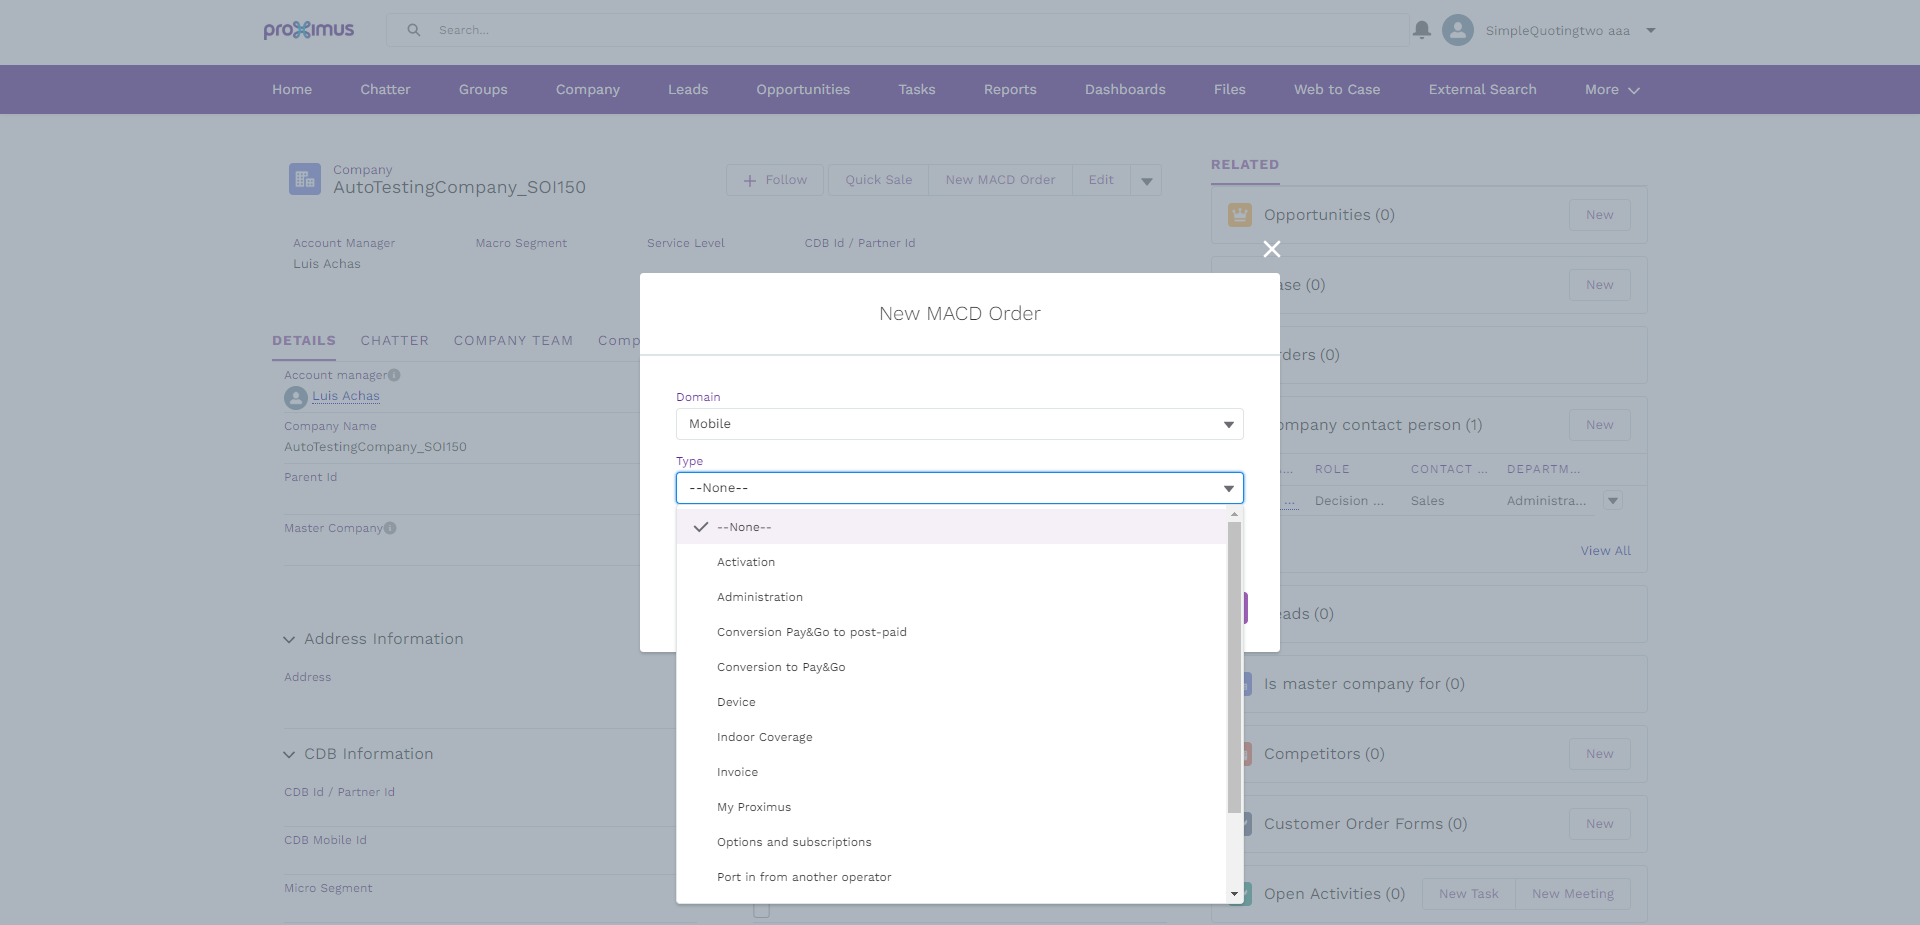 proximus
Search...
SimpleQuotingtwo aaa
Home Chatter Groups Company Leads Opportunities Tasks Reports Dashboards Files Web to Case External Search More
Company
AutoTestingCompany_SOI150
Follow Quick Sale New MACD Order Edit
Account Manager Macro Segment Service Level CDB Id / Partner Id
Luis Achas
DETAILS CHATTER COMPANY TEAM Comp
Account manager
Luis Achas
Company Name
AutoTestingCompany_SOI150
Parent Id
Master Company
Address Information
Address
CDB Information
CDB Id / Partner Id
CDB Mobile Id
Micro Segment
New MACD Order
Domain
Mobile
Type
--None--
--None--
Activation
Administration
Conversion Pay&Go to post-paid
Conversion to Pay&Go
Device
Indoor Coverage
Invoice
My Proximus
Options and subscriptions
Port in from another operator
RELATED
Opportunities (0) New
ase (0) New
rders (0)
ompany contact person (1) New
... ROLE CONTACT ... DEPARTM...
... Decision ... Sales Administra...
View All
eads (0)
Is master company for (0)
Competitors (0) New
Customer Order Forms (0) New
Open Activities (0) New Task New Meeting